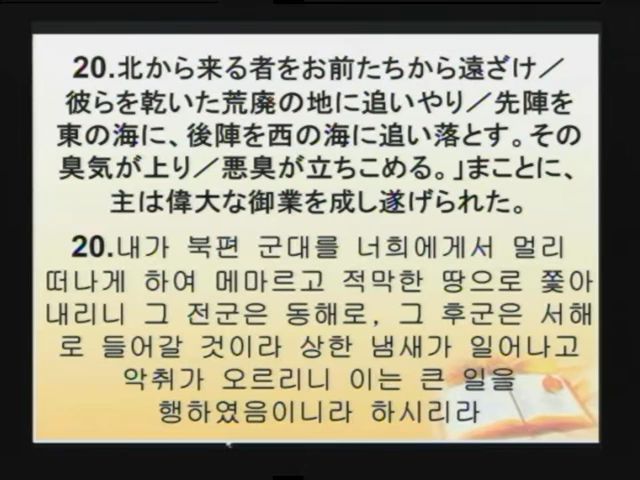 20.北から来る者をお前たちから遠ざけ／
彼らを乾いた荒廃の地に追いやり／先陣を
東の海に、後陣を西の海に追い落とす。その
臭気が上り／悪臭が立ちこめる。」まことに、
主は偉大な御業を成し遂げられた。
20.내가 북편 군대를 너희에게서 멀리
떠나게 하여 메마르고 적막한 땅으로 쫓아
내리니 그 전군은 동해로, 그 후군은 서해
로 들어갈 것이라 상한 냄새가 일어나고
악취가 오르리니 이는 큰 일을
행하였음이니라 하시리라